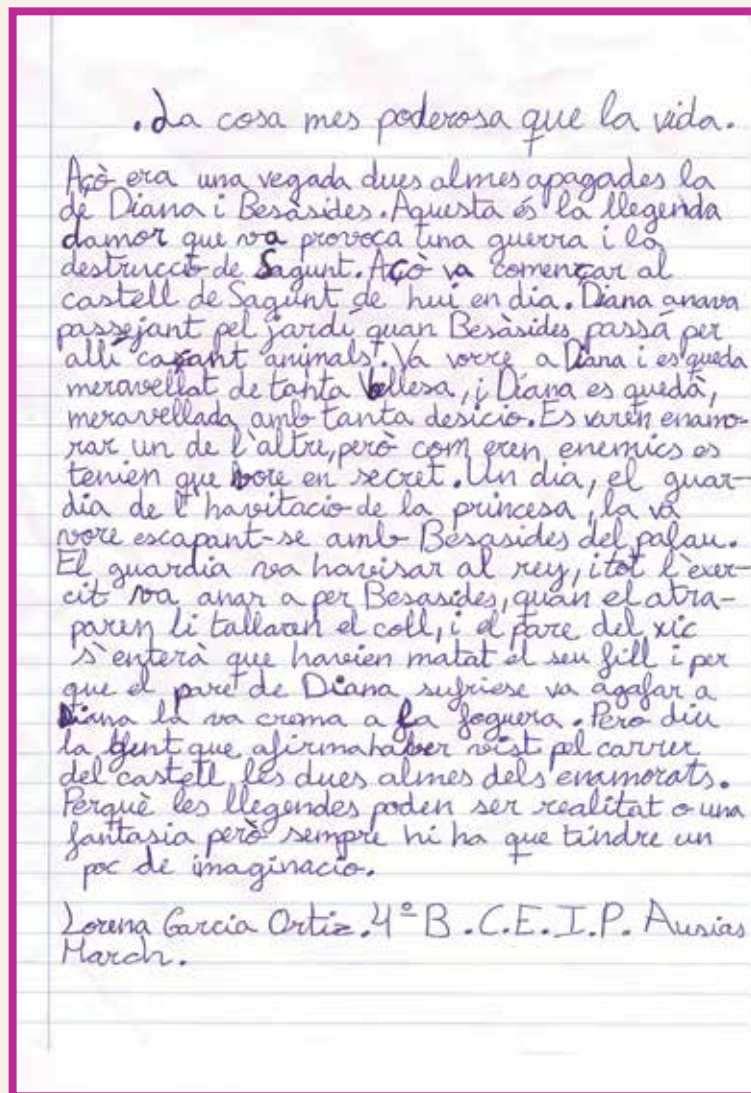 . La cosa mes poderosa que la vida.
Açò era una vegada dues almes apagades la
de Diana i Besàsides. Aquesta és la llegenda
damor que va provoca una guerra i la
destrucció de Sagunt. Açò va començar al
castell de Sagunt de hui en dia. Diana anava
passejant pel jardí quan Besàsides passá per
allí caçant animals. Va vorre a Diana i es queda
meravellat de tanta bellesa, i Diana es quedà,
meravellada amb tanta desicio. Es varen enamo-
rar un de l'altre, però com eren enemics es
tenien que vore en secret. Un dia, el guar-
dia de l'havitacio de la princesa, la va
vore escapant-se amb Besasides del palau.
El guardia va havisar al rey, i tot l'exer-
cit va anar a per Besasides, quan el atra-
paren li tallaren el coll, i el pare del xic
s'enterà que havien matat el seu fill i per
que el pare de Diana sufriese va agafar a
Diana la va crema a la foguera. Pero diu
la gent que afirma haber vist pel carrer
del castell les dues almes dels enamorats.
Perquè les llegendes poden ser realitat o una
fantasia però sempre hi ha que tindre un
poc de imaginacio.
Lorena Garcia Ortiz. 4º B. C.E.I.P. Ausias
March.